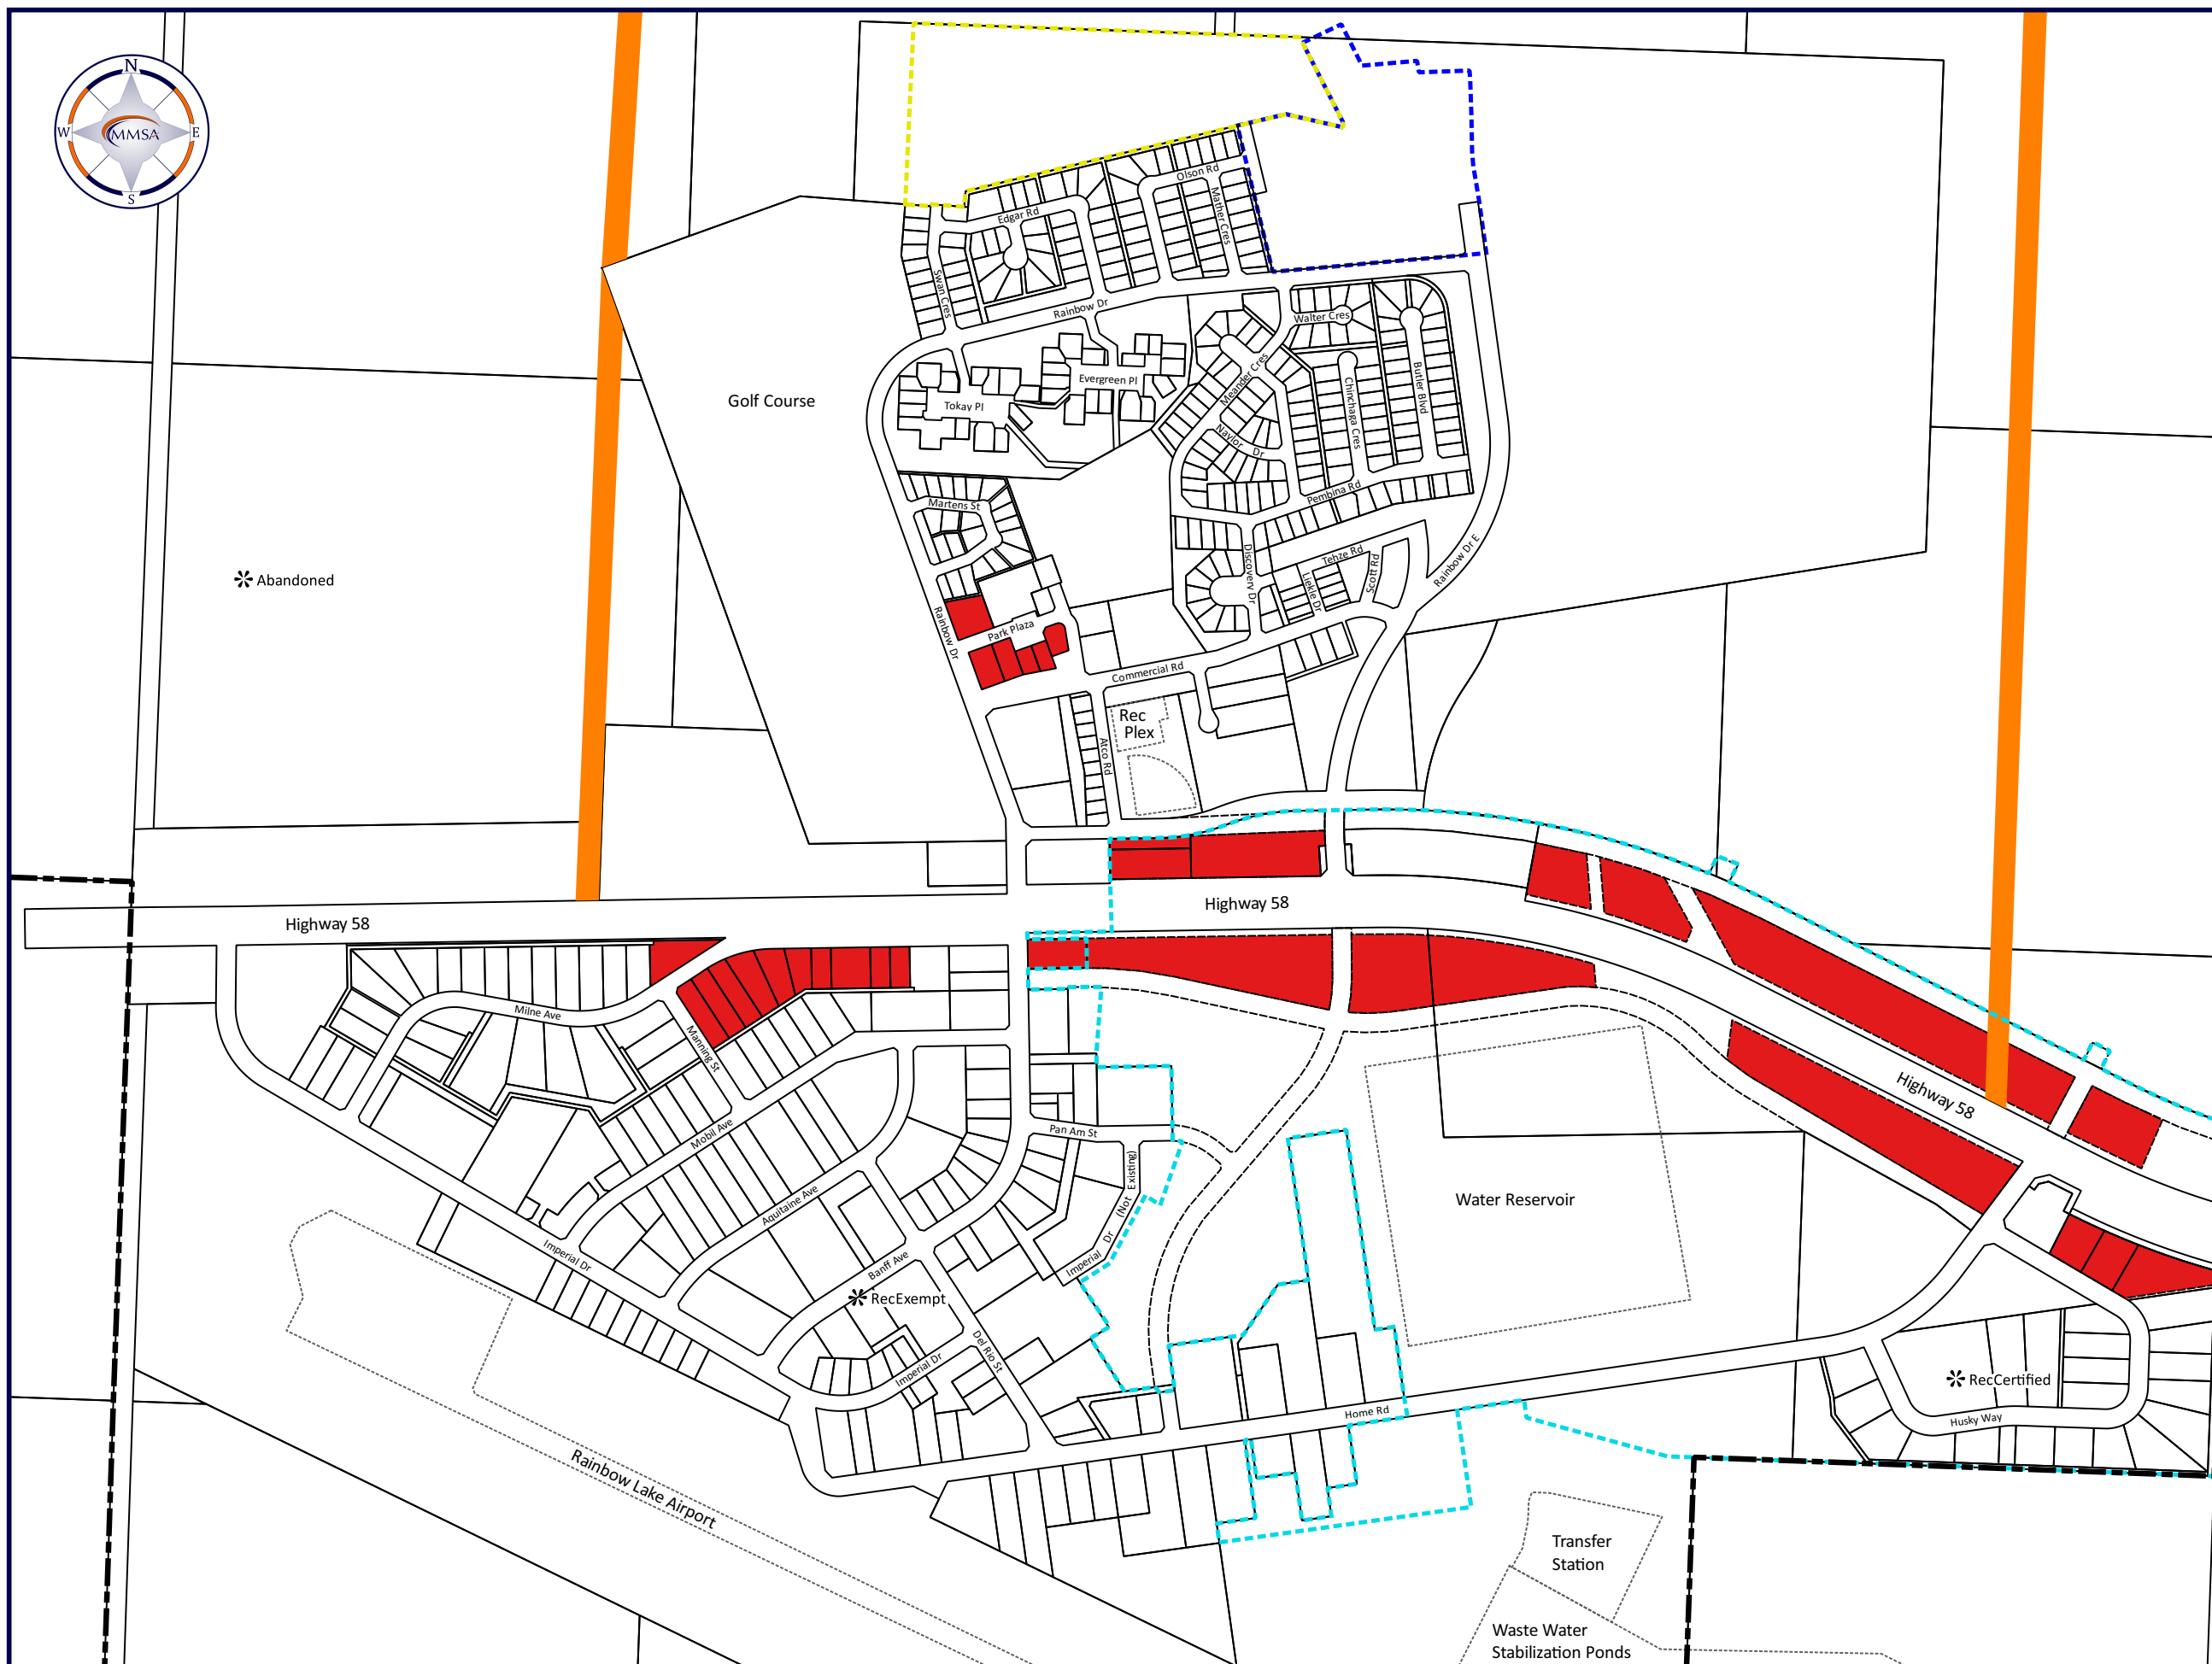 N
W
MMSA
E
S
Olson Rd
Edgar Rd
Mather Cres
Swan Cres
Rainbow Dr
Walter Cres
Meander Cres
Evergreen Pl
Tokay Pl
Golf Course
Chinchaga Cres
Butler Blvd
Naylor Dr
Pembina Rd
Martens St
Discovery Dr
Tehze Rd
Scott Rd
Liekle Dr
Rainbow Dr E
Abandoned
Rainbow Dr
Park Plaza
Commercial Rd
Rec
Plex
Atco Rd
Highway 58
Highway 58
Highway 58
Milne Ave
Manning St
Mobil Ave
Pan Am St
Imperial Dr (Not Existing)
Water Reservoir
Aquitaine Ave
Imperial Dr
Banff Ave
RecExempt
Del Rio St
Imperial Dr
Home Rd
RecCertified
Husky Way
Rainbow Lake Airport
Transfer
Station
Waste Water
Stabilization Ponds